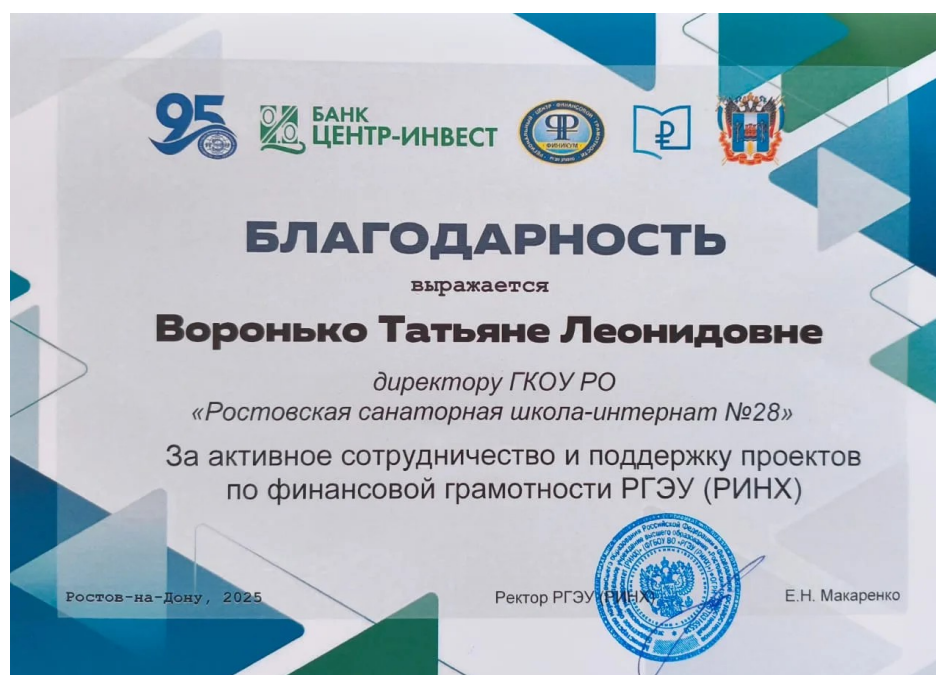 95
БАНК
ЦЕНТР-ИНВЕСТ
ФИНИКУМ
БЛАГОДАРНОСТЬ
выражается
Воронько Татьяне Леонидовне
директору ГКОУ РО
«Ростовская санаторная школа-интернат №28»
За активное сотрудничество и поддержку проектов
по финансовой грамотности РГЭУ (РИНХ)
Ростов-на-Дону, 2025
Ректор РГЭУ (РИНХ)
Е.Н. Макаренко